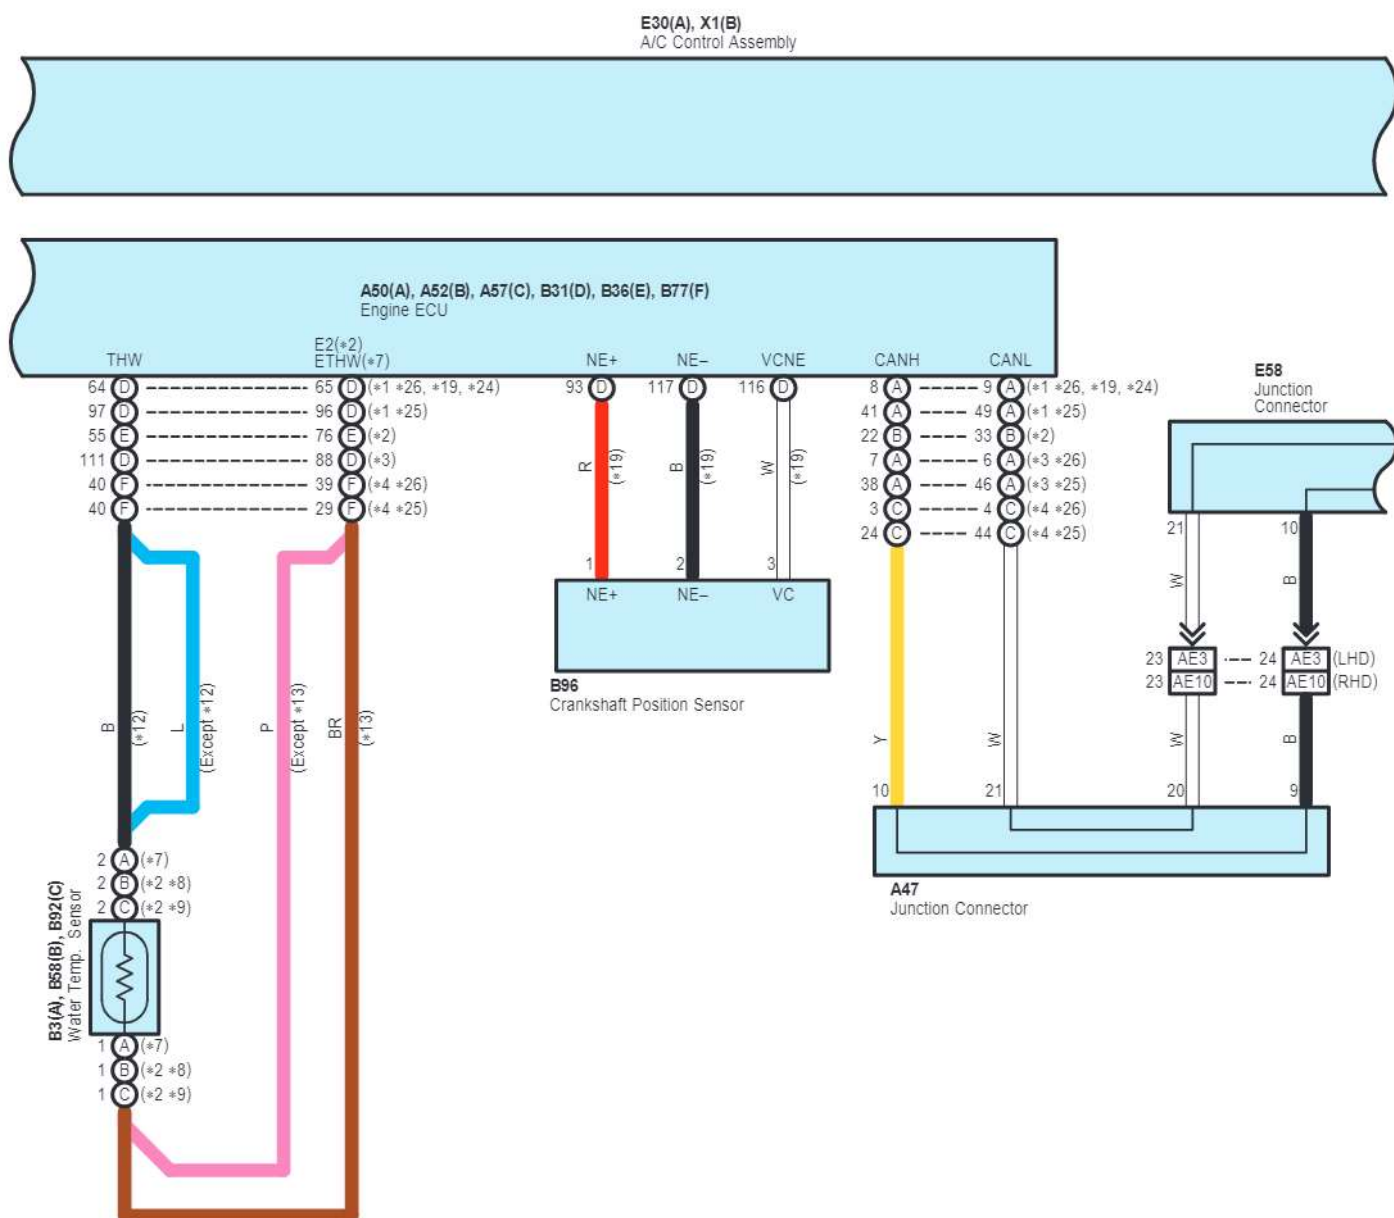 E30(A), X1(B)
A/C Control Assembly
A50(A), A52(B), A57(C), B31(D), B36(E), B77(F)
Engine ECU
E2(*2)
THW ETHW(*7) NE+ NE– VCNE CANH CANL
64 D 65 D (*1 *26, *19, *24) 93 D 117 D 116 D 8 A 9 A (*1 *26, *19, *24)
97 D 96 D (*1 *25) 41 A 49 A (*1 *25)
55 E 76 E (*2) 22 B 33 B (*2)
111 D 88 D (*3) 7 A 6 A (*3 *26)
40 F 39 F (*4 *26) 38 A 46 A (*3 *25)
40 F 29 F (*4 *25) 3 C 4 C (*4 *26)
24 C 44 C (*4 *25)
R (*19)
B (*19)
W (*19)
1 2 3
NE+ NE– VC
B96
Crankshaft Position Sensor
E58
Junction
Connector
21 10
W B
23 AE3 24 AE3 (LHD)
23 AE10 24 AE10 (RHD)
B (*12)
L (Except *12)
P (Except *13)
BR (*13)
Y W W B
10 21 20 9
A47
Junction Connector
2 A (*7)
2 B (*2 *8)
2 C (*2 *9)
B3(A), B58(B), B92(C)
Water Temp. Sensor
1 A (*7)
1 B (*2 *8)
1 C (*2 *9)